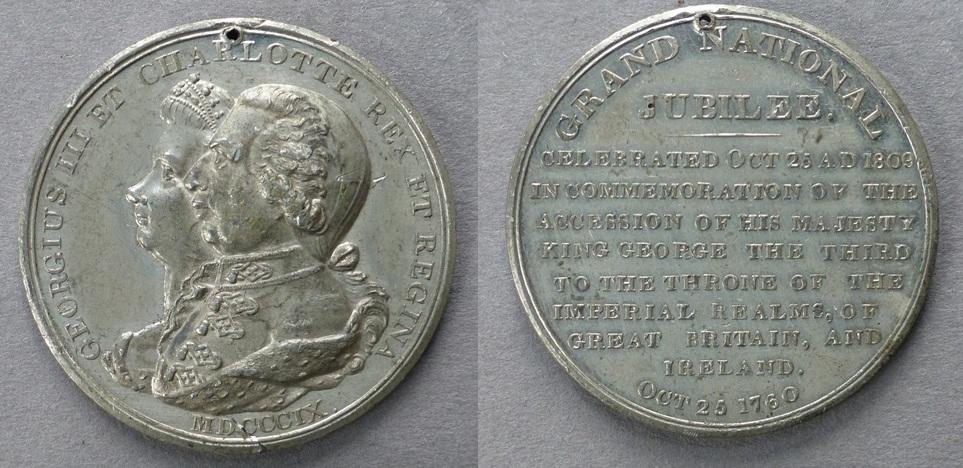 GEORGIUS III ET CHARLOTTE REX ET REGINA
MDCCCIX
GRAND NATIONAL
JUBILEE.
CELEBRATED OCT 25 A D 1809
IN COMMEMORATION OF THE
ACCESSION OF HIS MAJESTY
KING GEORGE THE THIRD
TO THE THRONE OF THE
IMPERIAL REALMS, OF
GREAT BRITAIN, AND
IRELAND.
OCT 25 1760